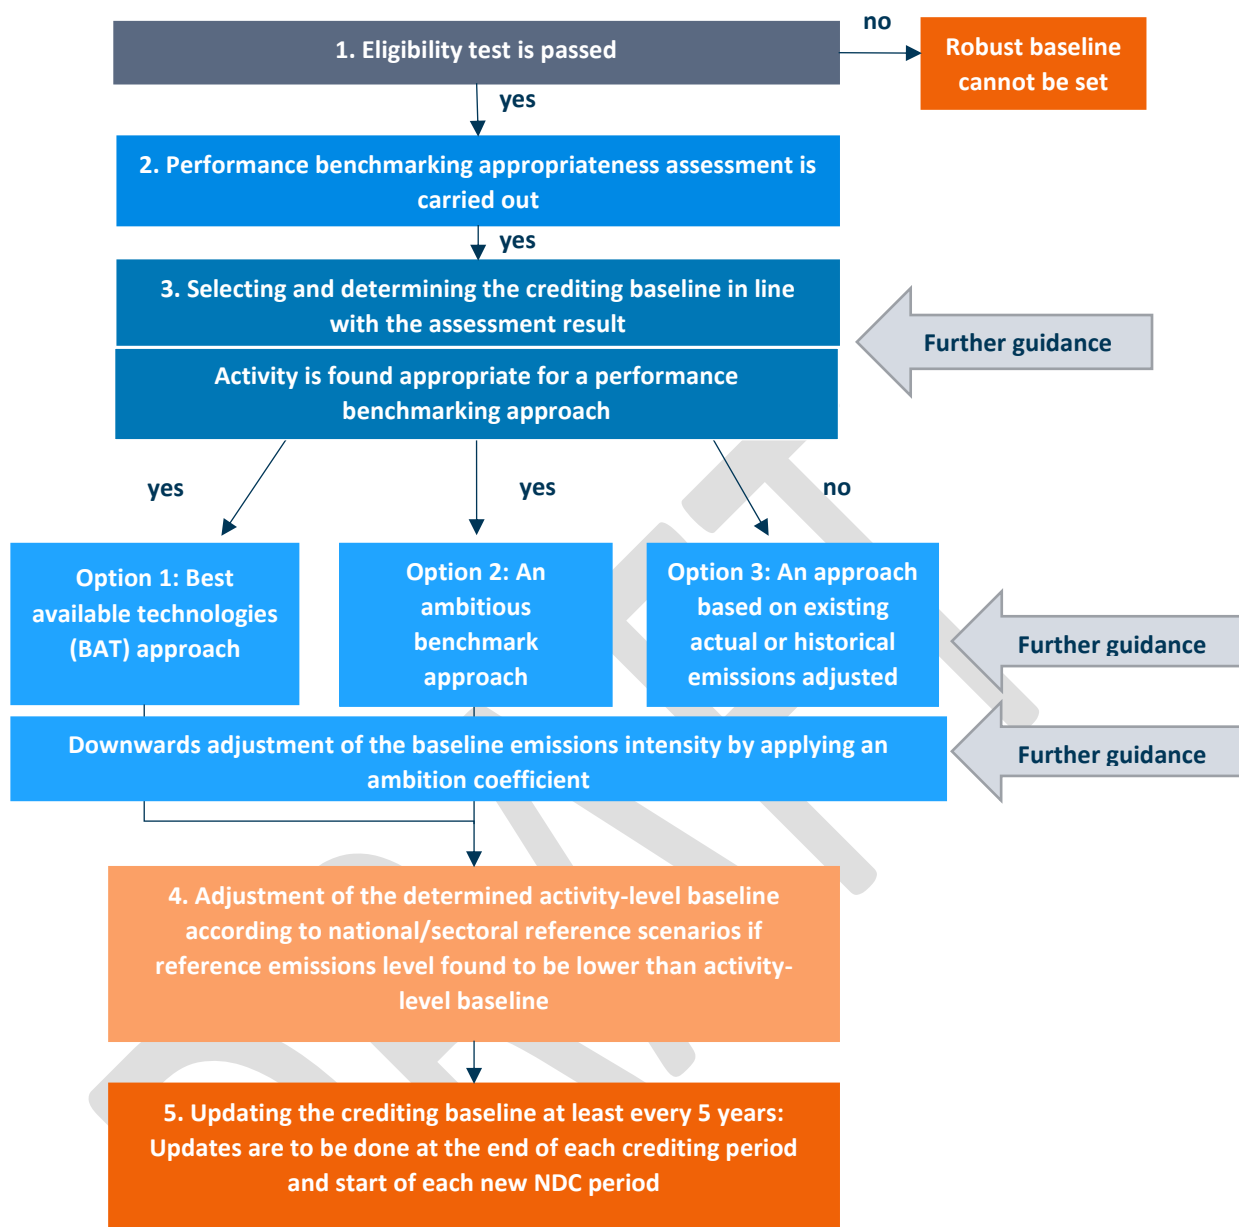 no
1. Eligibility test is passed
Robust baseline
cannot be set
yes
2. Performance benchmarking appropriateness assessment is
carried out
yes
3. Selecting and determining the crediting baseline in line
with the assessment result
Further guidance
Activity is found appropriate for a performance
benchmarking approach
yes
yes
no
Option 1: Best
available technologies
(BAT) approach
Option 2: An
ambitious
benchmark
approach
Option 3: An approach
based on existing
actual or historical
emissions adjusted
Further guidance
Downwards adjustment of the baseline emissions intensity by applying an
ambition coefficient
Further guidance
4. Adjustment of the determined activity-level baseline
according to national/sectoral reference scenarios if
reference emissions level found to be lower than activity-
level baseline
5. Updating the crediting baseline at least every 5 years:
Updates are to be done at the end of each crediting period
and start of each new NDC period
DRAFT